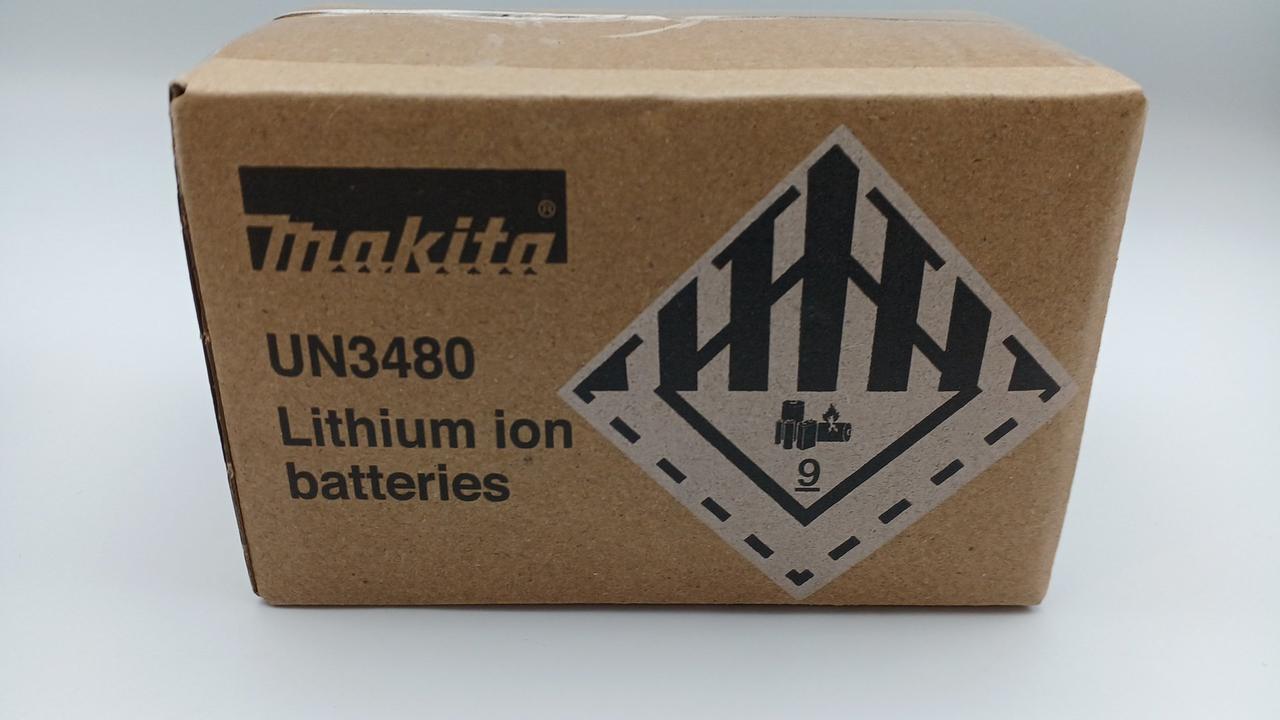 makita®
UN3480
Lithium ion
batteries
9